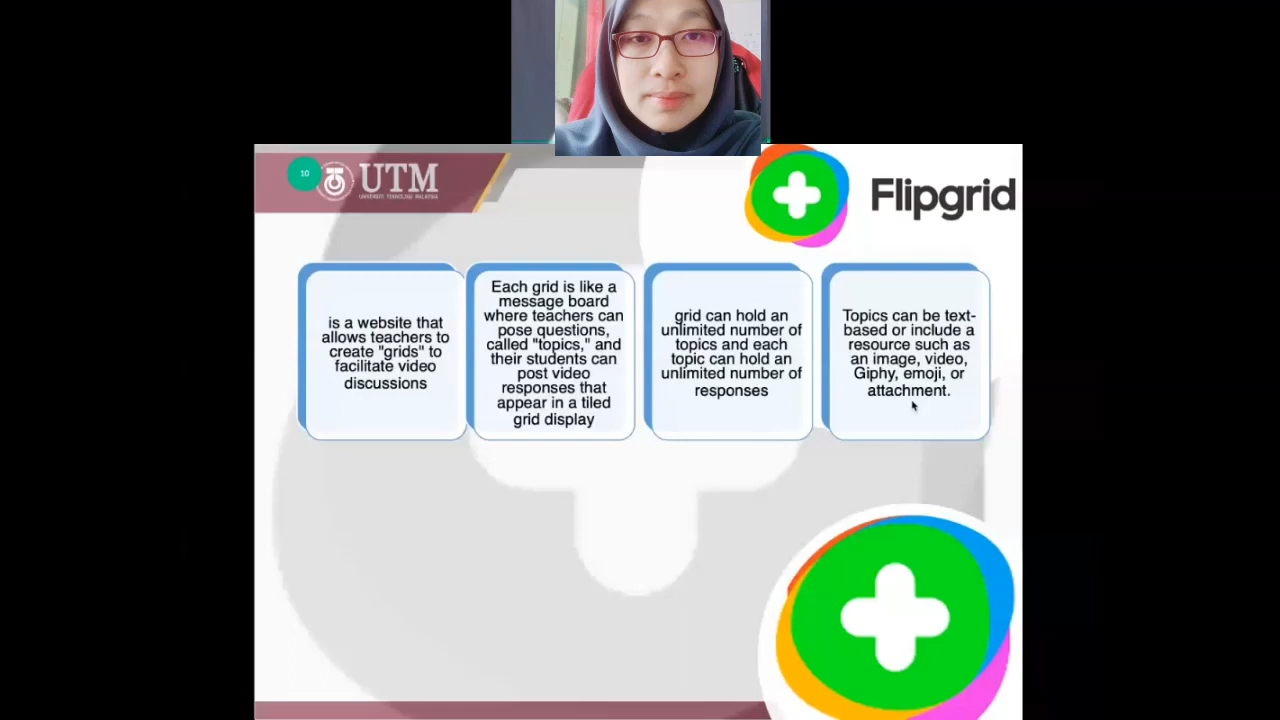 10
UTM
UNIVERSITI TEKNOLOGI MALAYSIA
Flipgrid
is a website that
allows teachers to
create "grids" to
facilitate video
discussions
Each grid is like a
message board
where teachers can
pose questions,
called "topics," and
their students can
post video
responses that
appear in a tiled
grid display
grid can hold an
unlimited number of
topics and each
topic can hold an
unlimited number of
responses
Topics can be text-
based or include a
resource such as
an image, video,
Giphy, emoji, or
attachment.